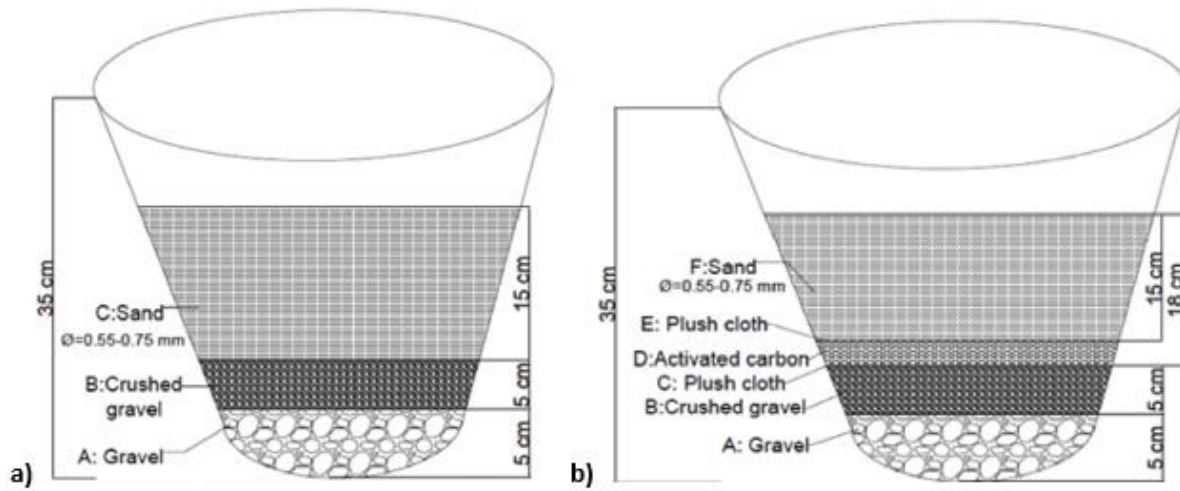 35 cm
C:Sand
Ø=0.55-0.75 mm
B:Crushed
gravel
A: Gravel
15 cm
5 cm
5 cm
a)
35 cm
F:Sand
Ø=0.55-0.75 mm
E: Plush cloth
D:Activated carbon
C: Plush cloth
B:Crushed gravel
A: Gravel
15 cm
18 cm
5 cm
5 cm
b)